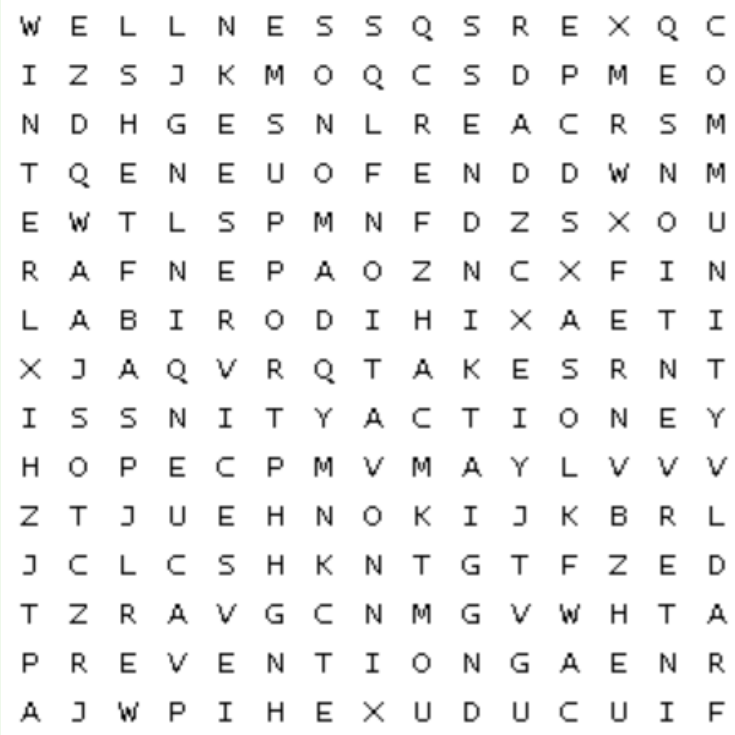 W E L L N E S S Q S R E X Q C
I Z S J K M O Q C S D P M E O
N D H G E S N L R E A C R S M
T Q E N E U O F E N D D W N M
E W T L S P M N F D Z S X O U
R A F N E P A O Z N C X F I N
L A B I R O D I H I X A E T I
X J A Q V R Q T A K E S R N T
I S S N I T Y A C T I O N E Y
H O P E C P M V M A Y L V V V
Z T J U E H N O K I J K B R L
J C L C S H K N T G T F Z E D
T Z R A V G C N M G V W H T A
P R E V E N T I O N G A E N R
A J W P I H E X U D U C U I F